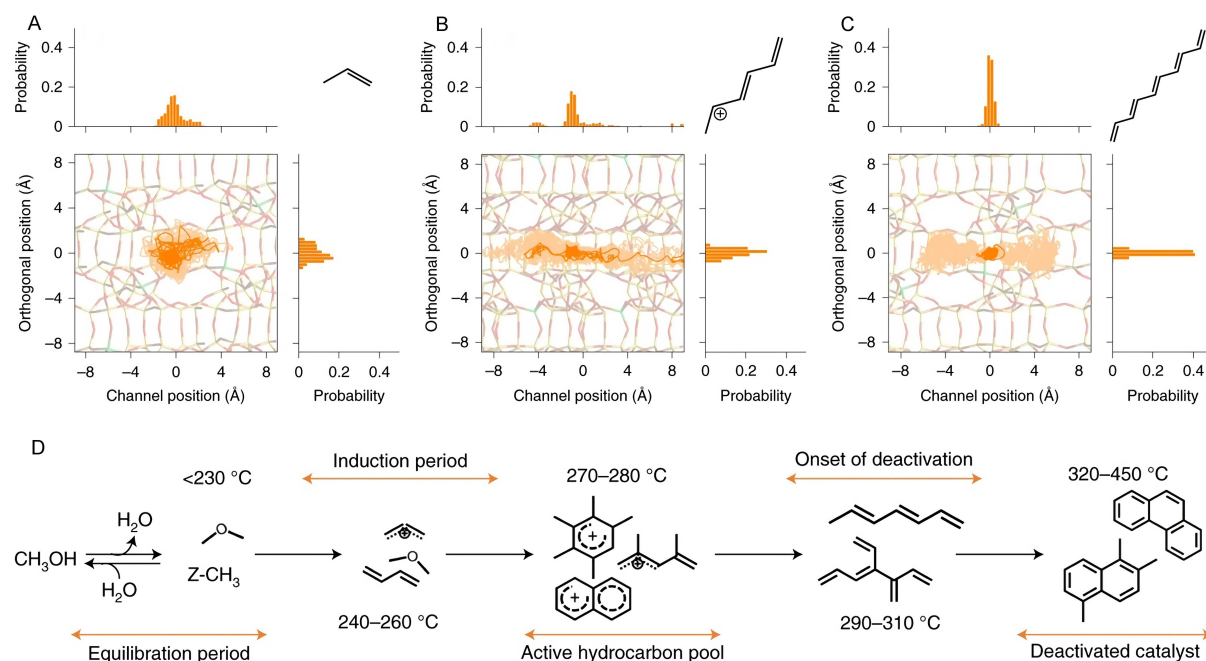 A
B
C
Probability
0.4
0.2
0
Probability
0.4
0.2
0
Probability
0.4
0.2
0
⊕
Orthogonal position (Å)
8
4
0
−4
−8
Orthogonal position (Å)
8
4
0
−4
−8
Orthogonal position (Å)
8
4
0
−4
−8
−8 −4 0 4 8
0 0.2 0.4
−8 −4 0 4 8
0 0.2 0.4
−8 −4 0 4 8
0 0.2 0.4
Channel position (Å)
Probability
Channel position (Å)
Probability
Channel position (Å)
Probability
D
<230 °C
Induction period
270–280 °C
Onset of deactivation
320–450 °C
H₂O
O
CH₃OH
Z-CH₃
H₂O
⊕
O
+
⊕
+
240–260 °C
290–310 °C
Equilibration period
Active hydrocarbon pool
Deactivated catalyst